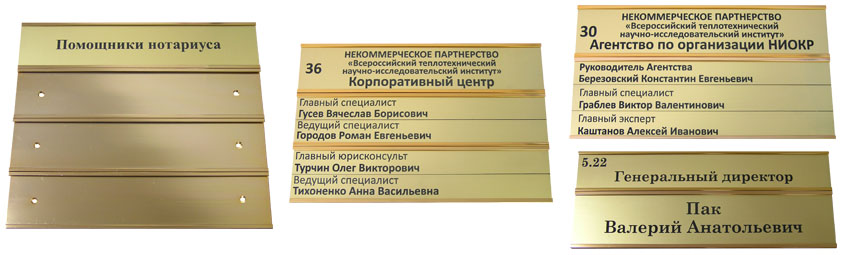 Помощники нотариуса
36
НЕКОММЕРЧЕСКОЕ ПАРТНЕРСТВО
«Всероссийский теплотехнический
научно-исследовательский институт»
Корпоративный центр
Главный специалист
Гусев Вячеслав Борисович
Ведущий специалист
Городов Роман Евгеньевич
Главный юрисконсульт
Турчин Олег Викторович
Ведущий специалист
Тихоненко Анна Васильевна
30
НЕКОММЕРЧЕСКОЕ ПАРТНЕРСТВО
«Всероссийский теплотехнический
научно-исследовательский институт»
Агентство по организации НИОКР
Руководитель Агентства
Березовский Константин Евгеньевич
Главный специалист
Граблев Виктор Валентинович
Главный эксперт
Каштанов Алексей Иванович
5.22
Генеральный директор
Пак
Валерий Анатольевич